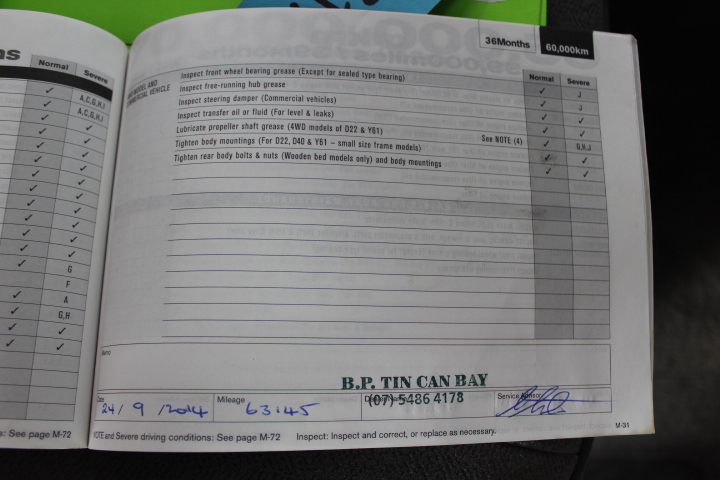 Normal
Severe
A,C,G,H,I
A,C,G,H,I
G
F
A
G,H
s: See page M-72
36Months
60,000km
Normal
Severe
Inspect front wheel bearing grease (Except for sealed type bearing)
Inspect free-running hub grease
J
Inspect steering damper (Commercial vehicles)
J
Inspect transfer oil or fluid (For level & leaks)
Lubricate propeller shaft grease (4WD models of D22 & Y61) See NOTE (4)
G,H,J
Tighten body mountings (For D22, D40 & Y61 – small size frame models)
Tighten rear body bolts & nuts (Wooden bed models only) and body mountings
B.P. TIN CAN BAY
24/ 9 /2014
Mileage
63145
(07) 5486 4178
Service Advisor
NOTE and Severe driving conditions: See page M-72
Inspect: Inspect and correct, or replace as necessary.
M-31